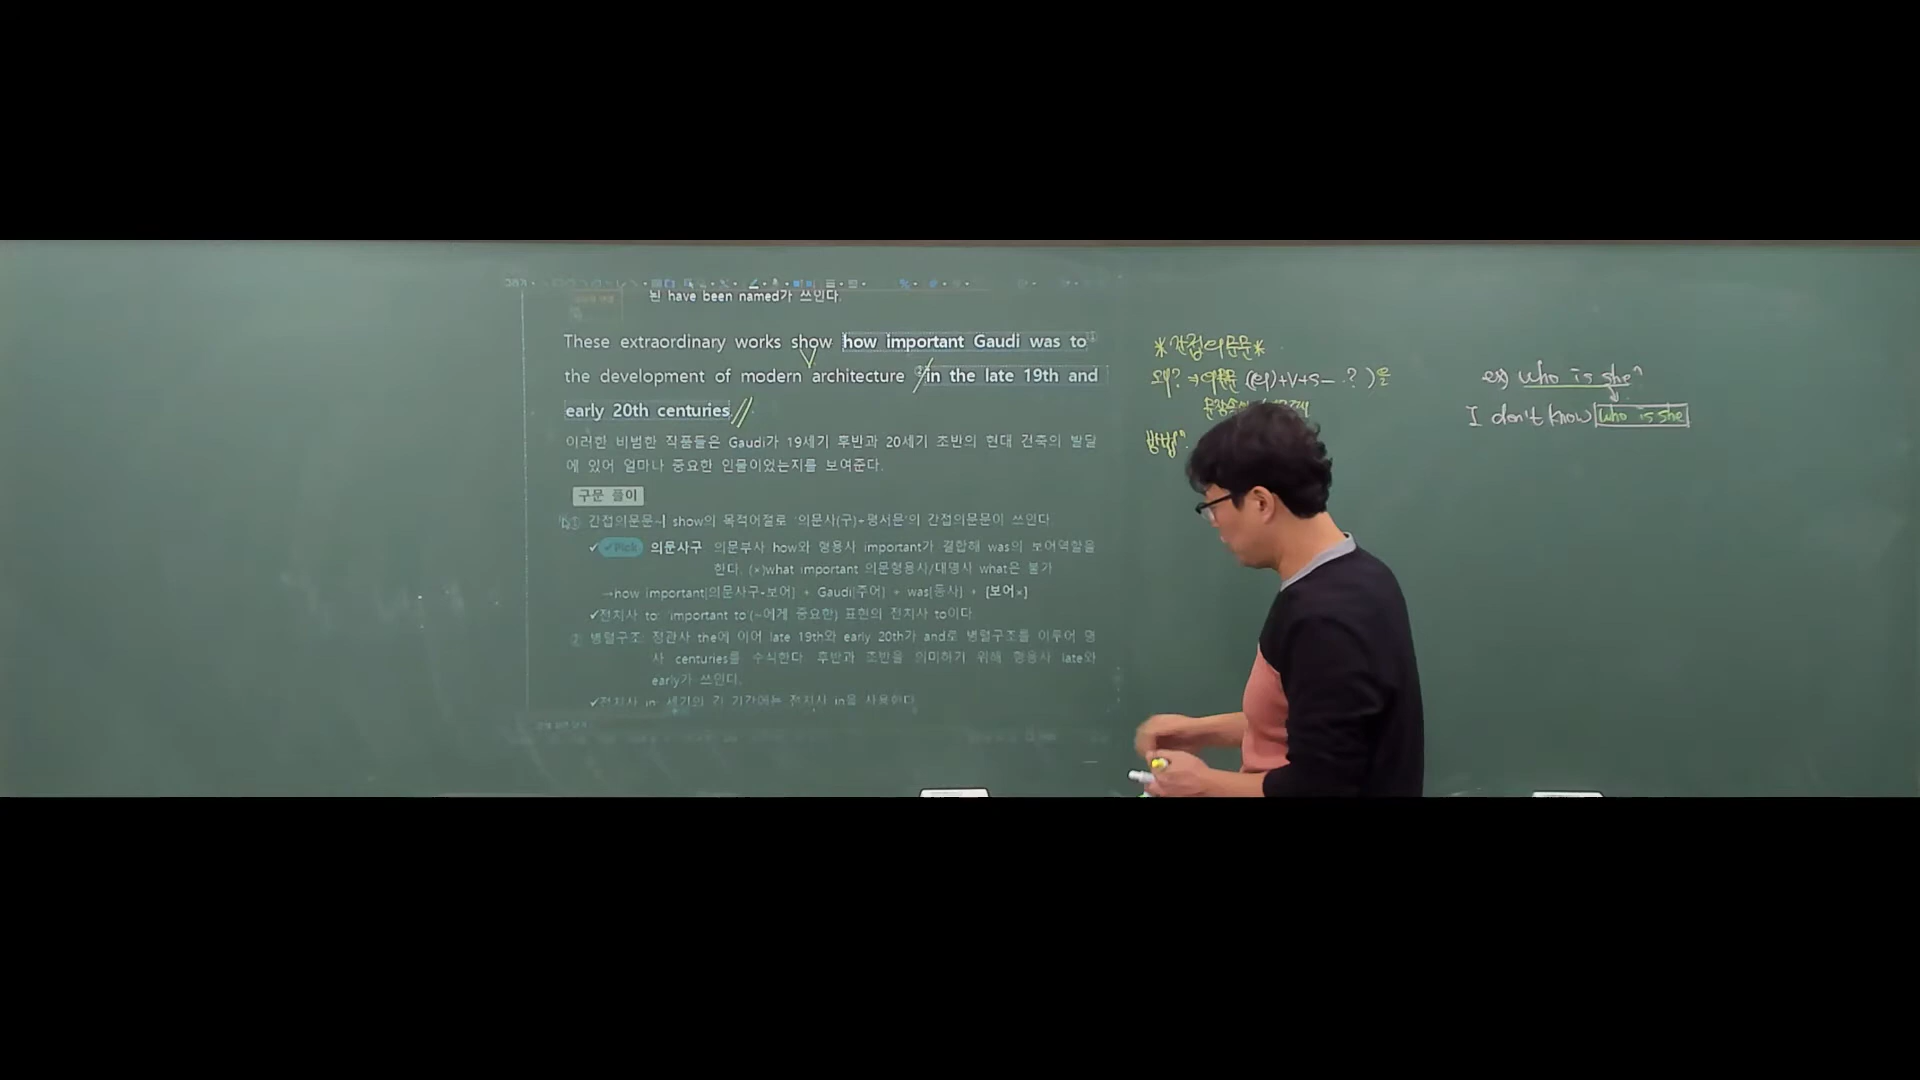 된 have been named가 쓰인다.
These extraordinary works show how important Gaudi was to①
the development of modern architecture ②in the late 19th and
early 20th centuries
이러한 비범한 작품들은 Gaudi가 19세기 후반과 20세기 조반의 현대 건축의 발달
에 있어 얼마나 중요한 인물이었는지를 보여준다.
구문 풀이
① 간접의문문~| show의 목적어절로 '의문사(구)+평서문'의 간접의문문이 쓰인다.
✓ ✓Pick 의문사구 의문부사 how와 형용사 important가 결합해 was의 보어역할을
한다. (×)what important 의문형용사/대명사 what은 불가
→how important[의문사구-보어] + Gaudi[주어] + was[동사] + [보어×]
✓전치사 to: 'important to'(~에게 중요한) 표현의 전치사 to이다.
② 병렬구조: 정관사 the에 이어 late 19th와 early 20th가 and로 병렬구조를 이루어 명
사 centuries를 수식한다. 후반과 초반을 의미하기 위해 형용사 late와
early가 쓰인다.
✓전치사 in: 세기의 긴 기간에는 전치사 in을 사용한다.
*간접의문문*
왜? → 의문문 +V+S ?)을
방법
ex) who is she?
I don't know who is she